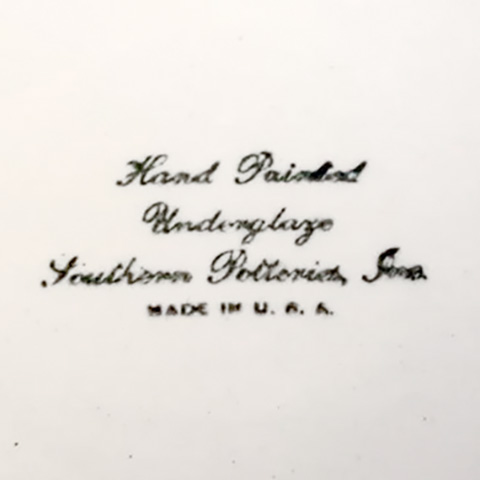 Hand Painted
Underglaze
Southern Potteries, Inc.
MADE IN U. S. A.